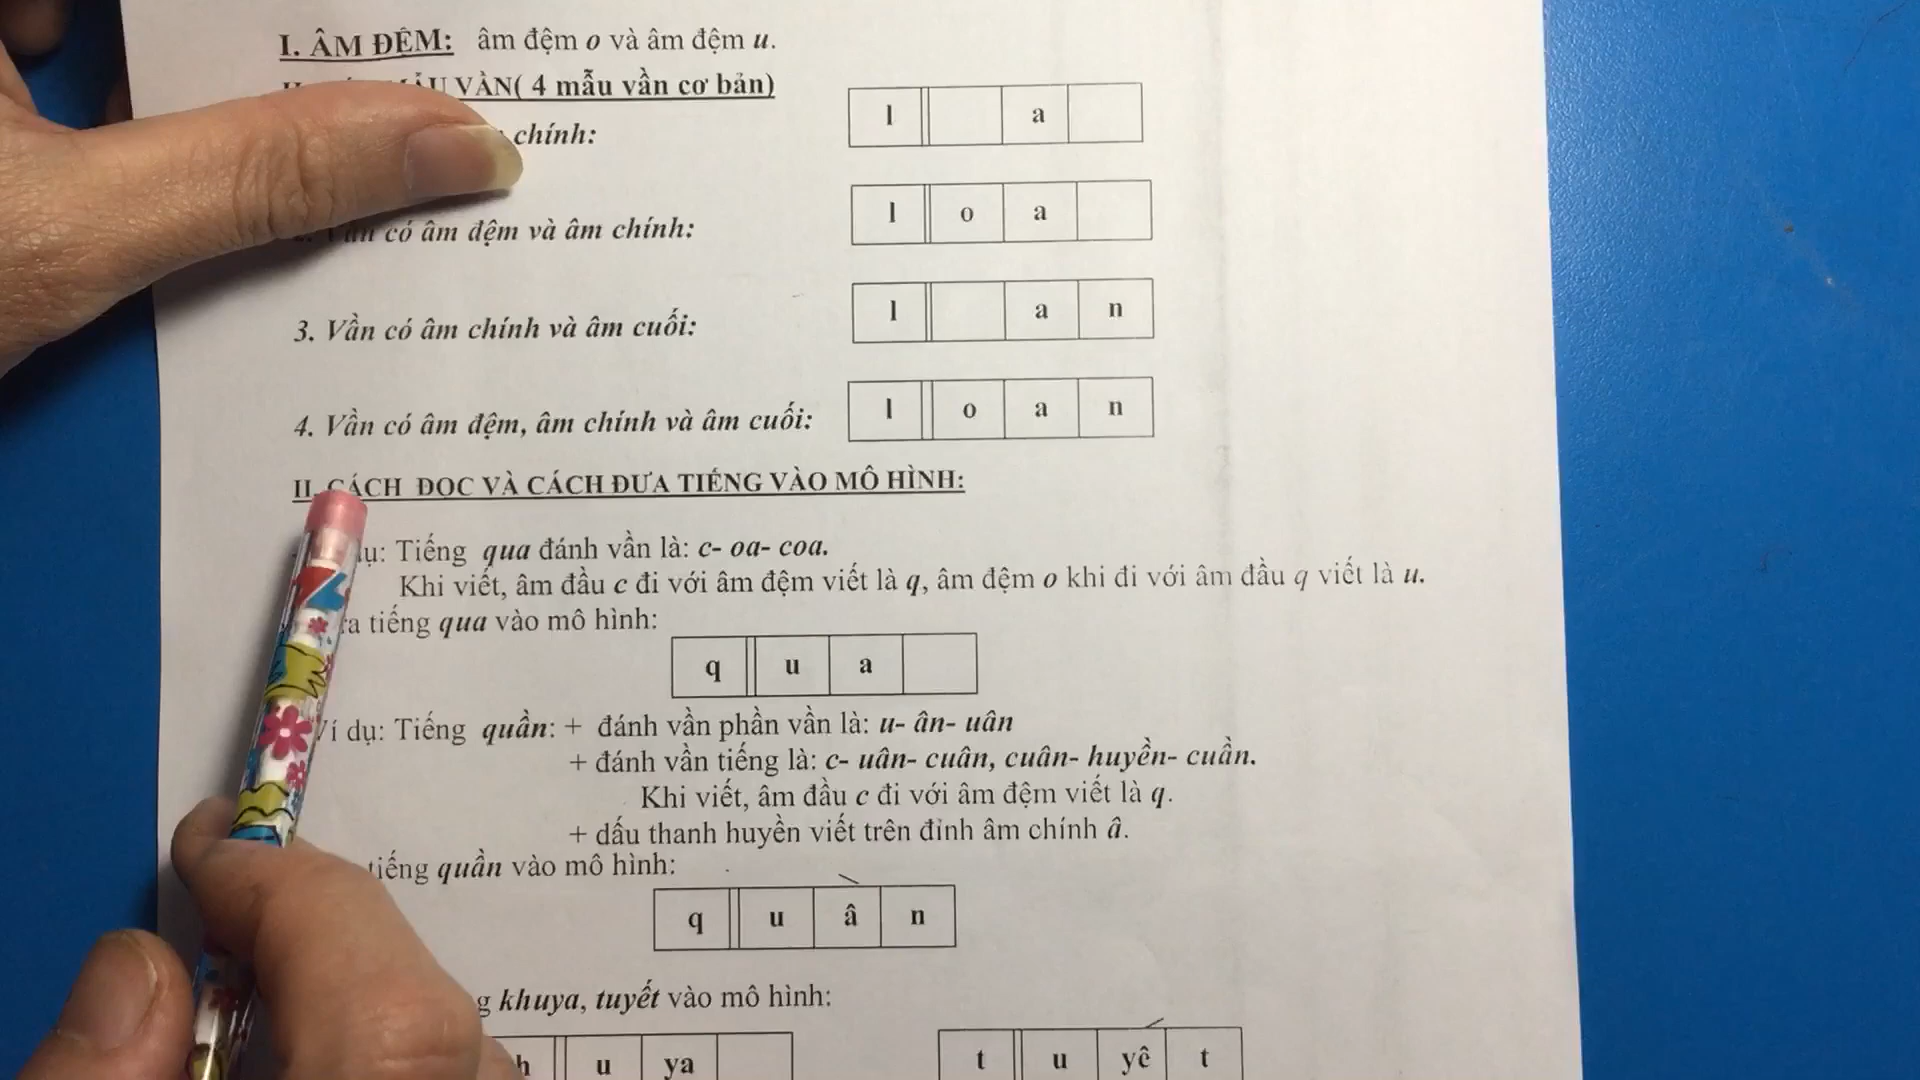 I. ÂM ĐỆM: âm đệm o và âm đệm u.
VẦN( 4 mẫu vần cơ bản)
chính:
l a
có âm đệm và âm chính:
l o a
3. Vần có âm chính và âm cuối:
l a n
4. Vần có âm đệm, âm chính và âm cuối:
l o a n
II. CÁCH ĐỌC VÀ CÁCH ĐƯA TIẾNG VÀO MÔ HÌNH:
Tiếng qua đánh vần là: c- oa- coa.
Khi viết, âm đầu c đi với âm đệm viết là q, âm đệm o khi đi với âm đầu q viết là u.
tiếng qua vào mô hình:
q u a
Ví dụ: Tiếng quần: + đánh vần phần vần là: u- ân- uân
+ đánh vần tiếng là: c- uân- cuân, cuân- huyền- cuần.
Khi viết, âm đầu c đi với âm đệm viết là q.
+ dấu thanh huyền viết trên đỉnh âm chính â.
tiếng quần vào mô hình:
q u ầ n
khuya, tuyết vào mô hình:
h u ya
t u yế t